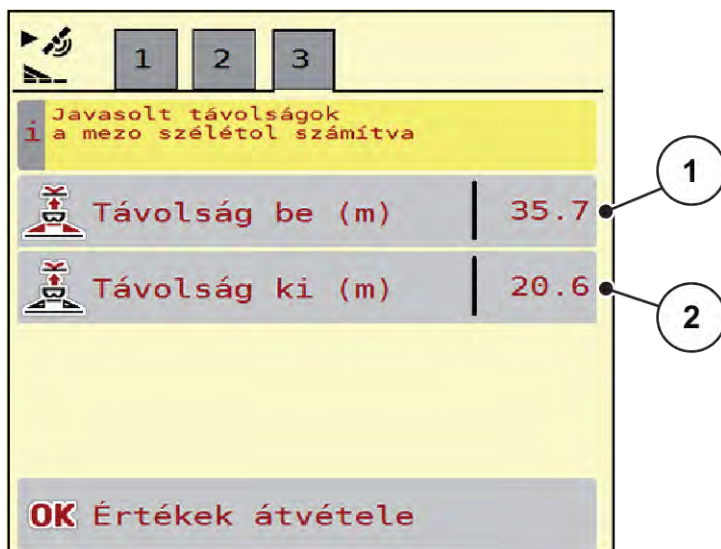 1 2 3
i Javasolt távolságok
a mezo szélétol számítva
Távolság be (m) 35.7
1
Távolság ki (m) 20.6
2
OK Értékek átvétele